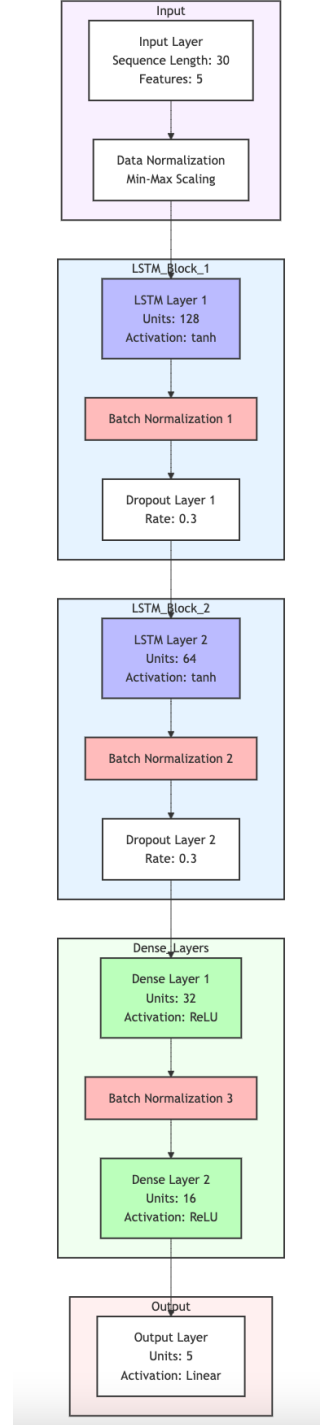 Input
Input Layer
Sequence Length: 30
Features: 5
Data Normalization
Min-Max Scaling
LSTM_Block_1
LSTM Layer 1
Units: 128
Activation: tanh
Batch Normalization 1
Dropout Layer 1
Rate: 0.3
LSTM_Block_2
LSTM Layer 2
Units: 64
Activation: tanh
Batch Normalization 2
Dropout Layer 2
Rate: 0.3
Dense_Layers
Dense Layer 1
Units: 32
Activation: ReLU
Batch Normalization 3
Dense Layer 2
Units: 16
Activation: ReLU
Output
Output Layer
Units: 5
Activation: Linear